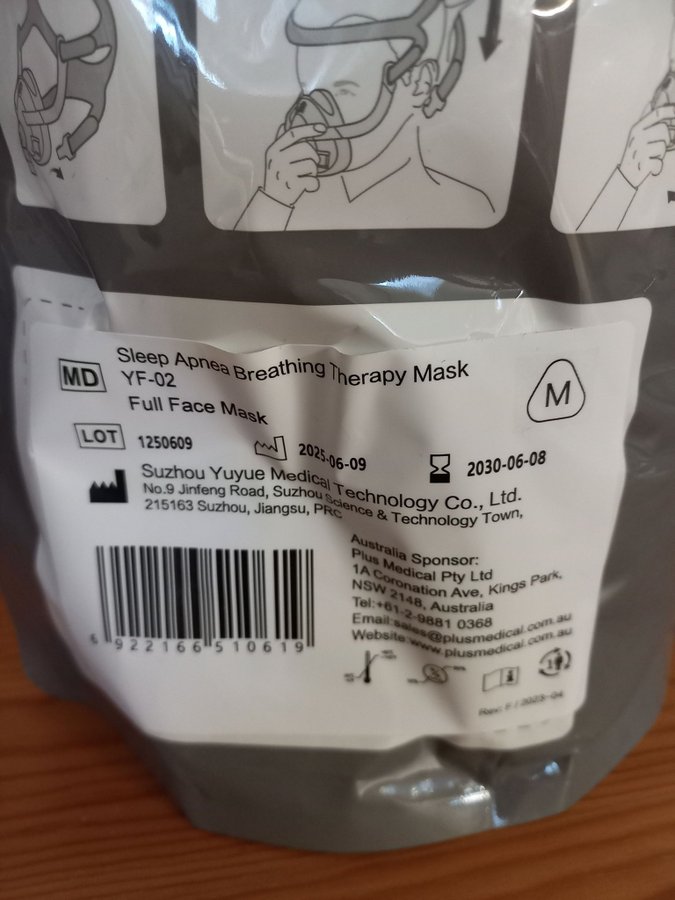 MD
Sleep Apnea Breathing Therapy Mask
YF-02
Full Face Mask
M
LOT 1250609 2025-06-09 2030-06-08
Suzhou Yuyue Medical Technology Co., Ltd.
No.9 Jinfeng Road, Suzhou Science & Technology Town,
215163 Suzhou, Jiangsu, PRC
Australia Sponsor:
Plus Medical Pty Ltd
1A Coronation Ave, Kings Park,
NSW 2148, Australia
Tel:+61-2-9881 0368
Email:sales@plusmedical.com.au
Website:www.plusmedical.com.au
6 922166 510619
Rev: F / 2023-04